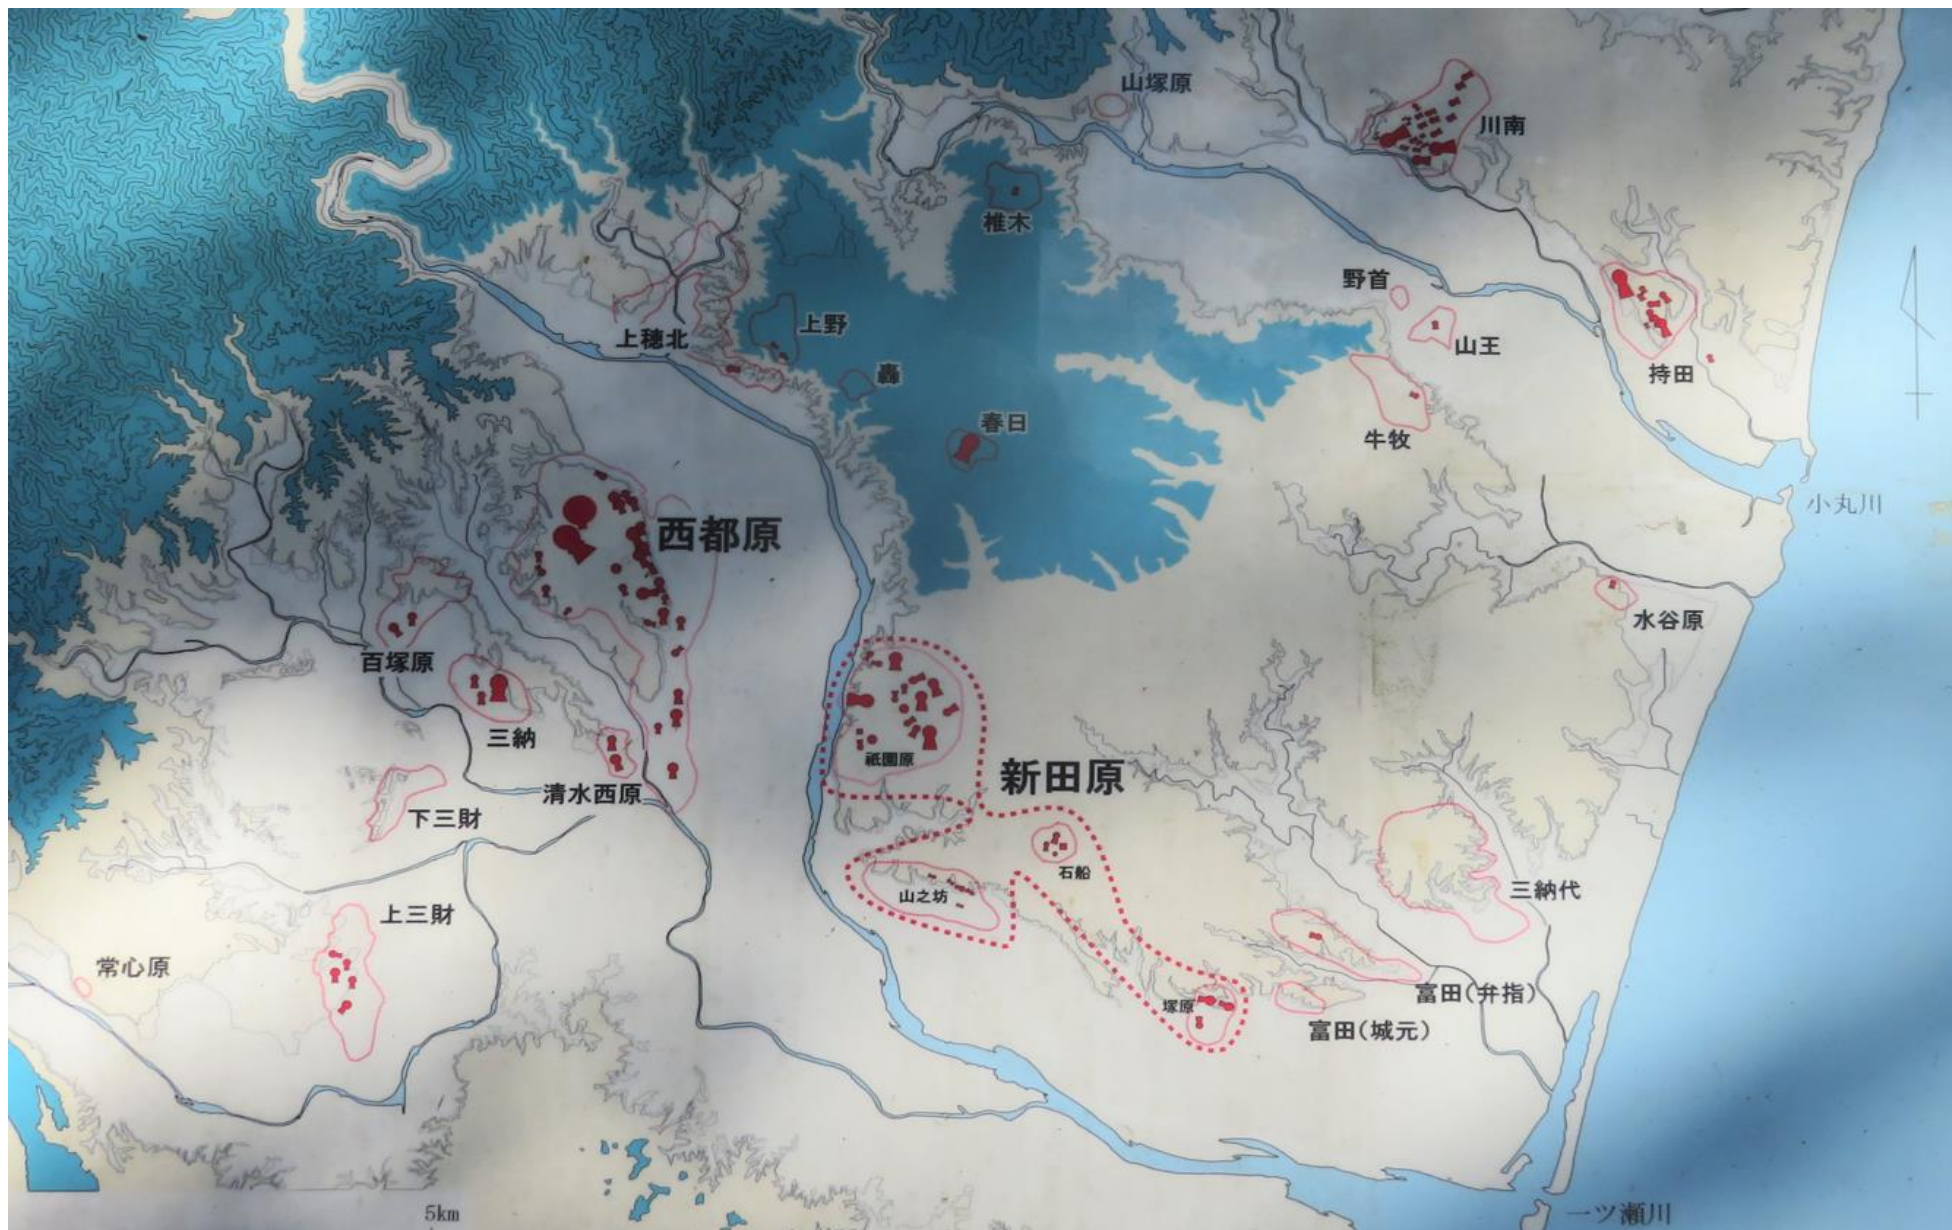 山塚原
川南
椎木
野首
上野
上穂北
山王
轟
持田
春日
牛牧
小丸川
西都原
水谷原
百塚原
三納
祇園原
新田原
清水西原
下三財
石船
三納代
山之坊
上三財
常心原
富田(弁指)
塚原
富田(城元)
5km
一ツ瀬川